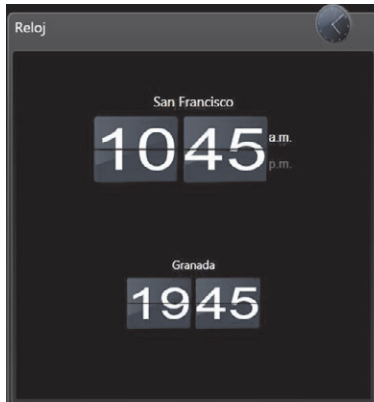 Reloj
San Francisco
10 45 a.m.
p.m.
Granada
19 45